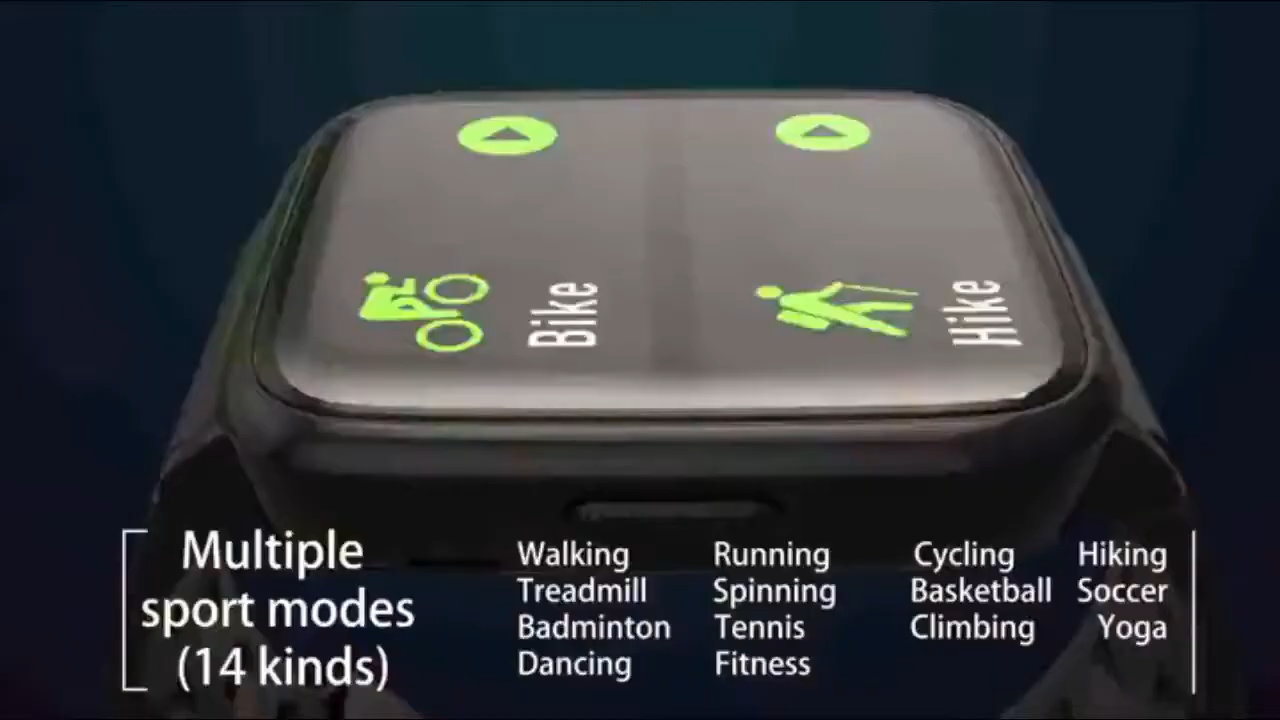 Bike
Hike
Multiple
sport modes
(14 kinds)
Walking Running Cycling Hiking
Treadmill Spinning Basketball Soccer
Badminton Tennis Climbing Yoga
Dancing Fitness